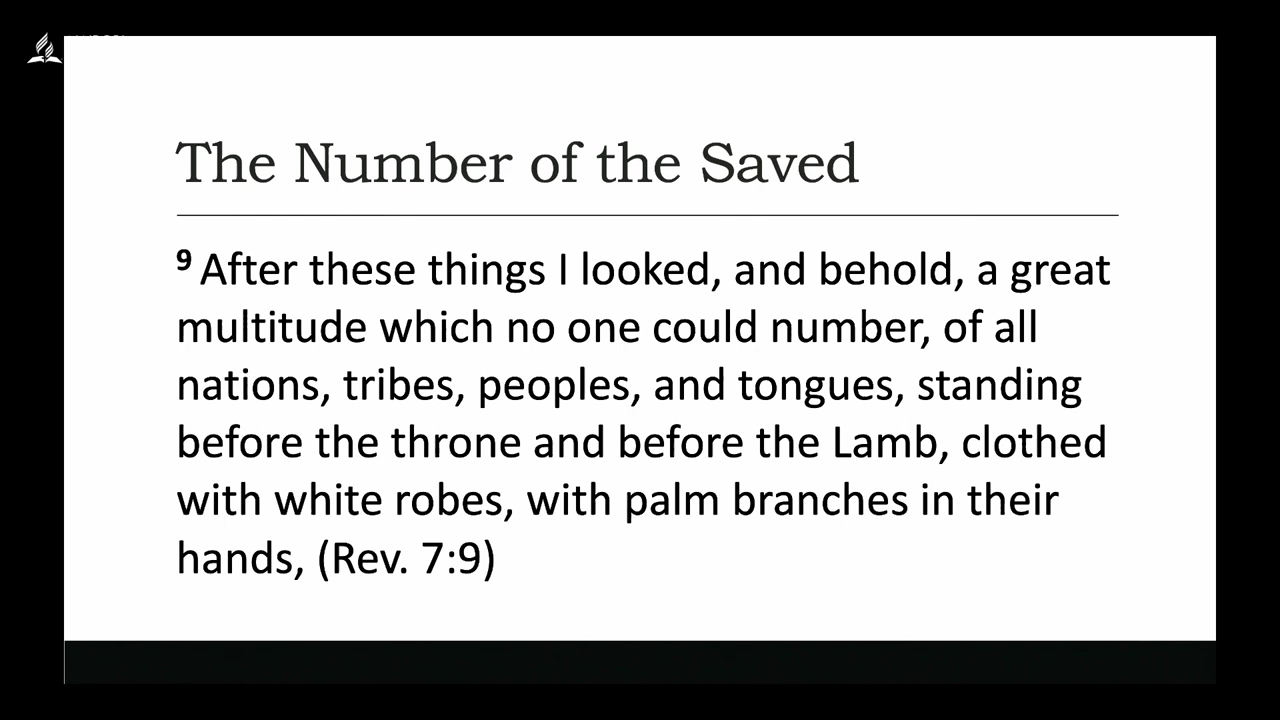 The Number of the Saved
9 After these things I looked, and behold, a great
multitude which no one could number, of all
nations, tribes, peoples, and tongues, standing
before the throne and before the Lamb, clothed
with white robes, with palm branches in their
hands, (Rev. 7:9)